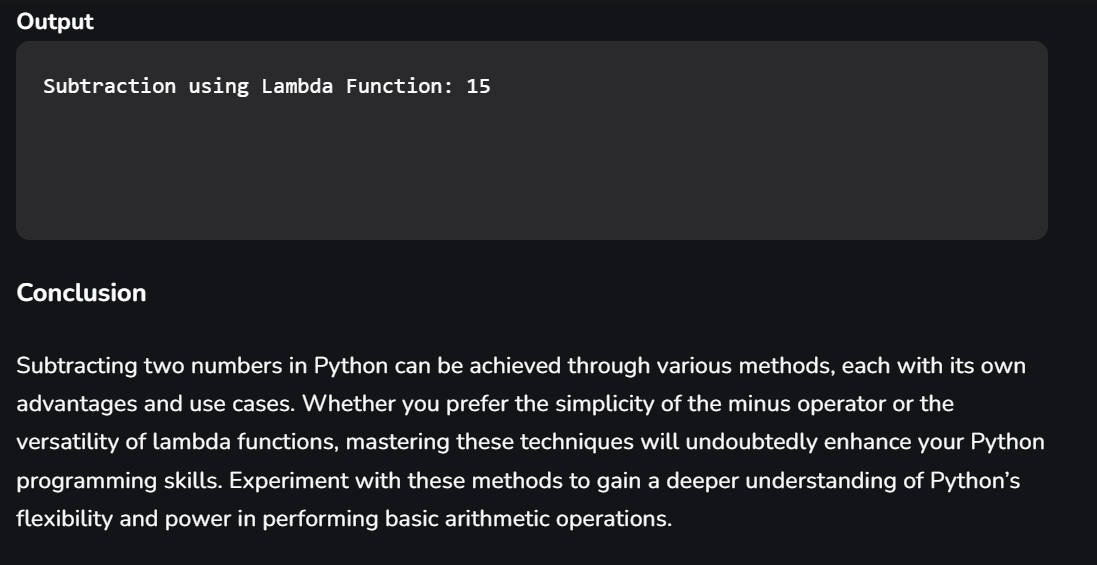 Output
Subtraction using Lambda Function: 15
Conclusion
Subtracting two numbers in Python can be achieved through various methods, each with its own
advantages and use cases. Whether you prefer the simplicity of the minus operator or the
versatility of lambda functions, mastering these techniques will undoubtedly enhance your Python
programming skills. Experiment with these methods to gain a deeper understanding of Python’s
flexibility and power in performing basic arithmetic operations.